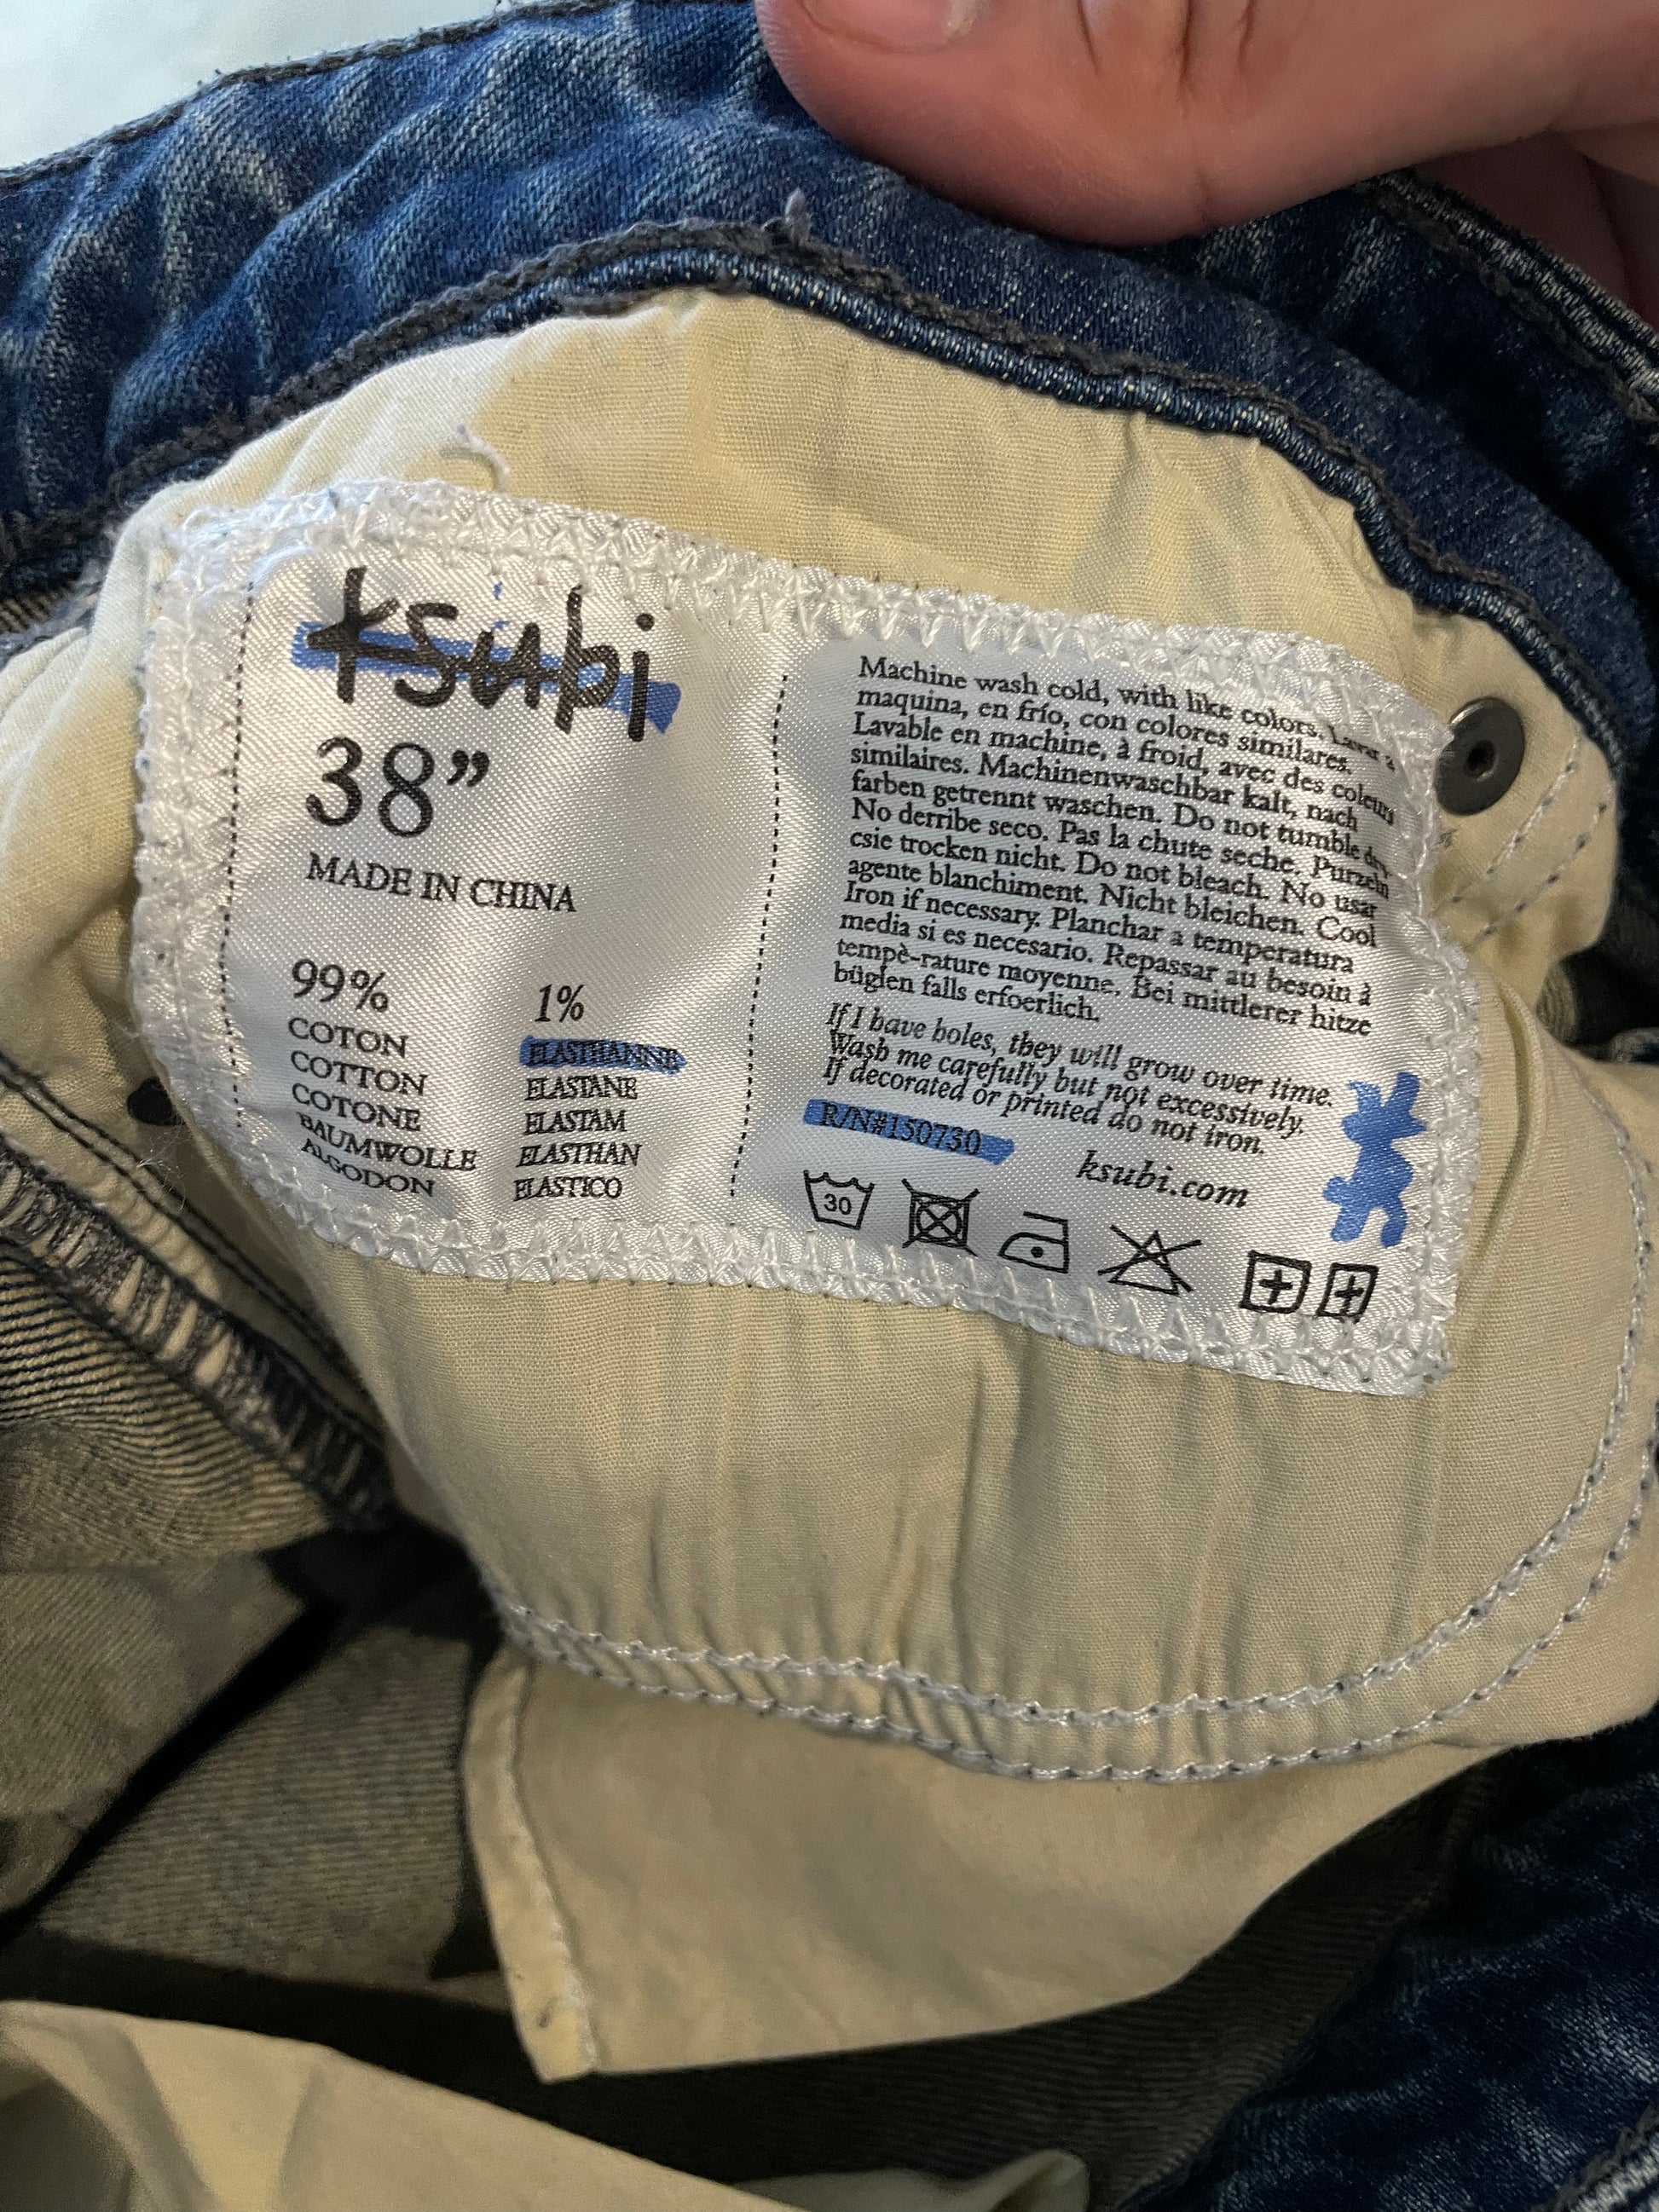 ksubi
38”
MADE IN CHINA
99%
COTON
COTTON
COTONE
BAUMWOLLE
ALGODON
1%
ELASTHANNE
ELASTANE
ELASTAM
ELASTHAN
ELASTICO
Machine wash cold, with like colors. Lavar a
maquina, en frío, con colores similares.
Lavable en machine, à froid, avec des coleurs
similaires. Machinenwaschbar kalt, nach
farben getrennt waschen. Do not tumble dry.
No derribe seco. Pas la chute seche. Purzeln
csie trocken nicht. Do not bleach. No usar
agente blanchiment. Nicht bleichen. Cool
Iron if necessary. Planchar a temperatura
media si es necesario. Repassar au besoin à
tempè-rature moyenne. Bei mittlerer hitze
büglen falls erfoerlich.
If I have holes, they will grow over time.
Wash me carefully but not excessively.
If decorated or printed do not iron.
R/N#150730
ksubi.com
30